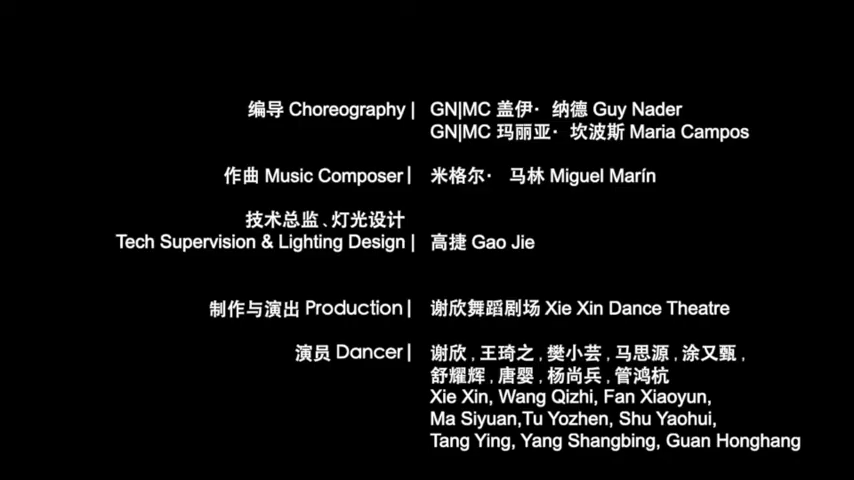 编导 Choreography | GN|MC 盖伊· 纳德 Guy Nader
GN|MC 玛丽亚· 坎波斯 Maria Campos
作曲 Music Composer | 米格尔· 马林 Miguel Marín
技术总监、灯光设计
Tech Supervision & Lighting Design | 高捷 Gao Jie
制作与演出 Production | 谢欣舞蹈剧场 Xie Xin Dance Theatre
演员 Dancer | 谢欣 , 王琦之 , 樊小芸 , 马思源 , 涂又甄 ,
舒耀辉 , 唐婴 , 杨尚兵 , 管鸿杭
Xie Xin, Wang Qizhi, Fan Xiaoyun,
Ma Siyuan,Tu Yozhen, Shu Yaohui,
Tang Ying, Yang Shangbing, Guan Honghang